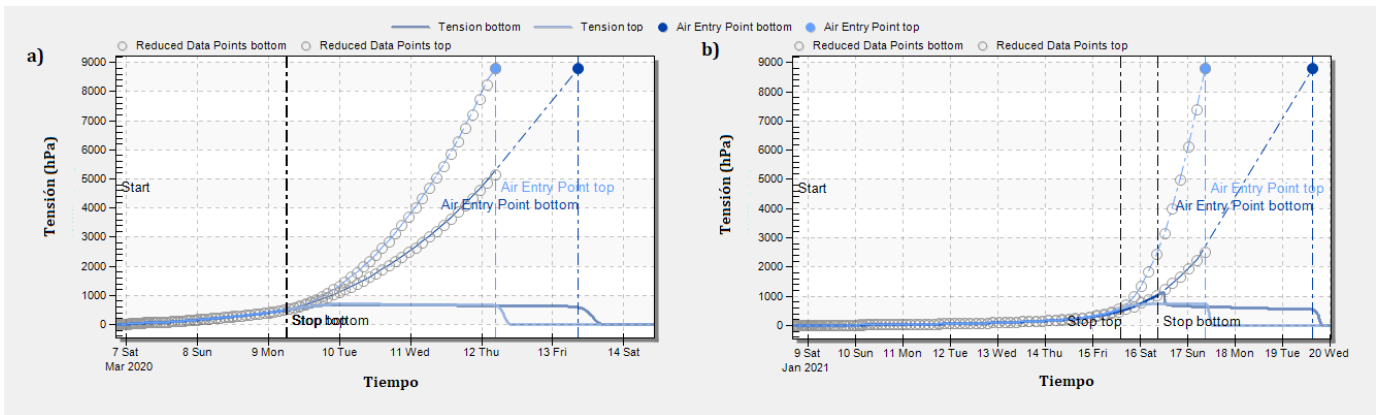 Tension bottom Tension top Air Entry Point bottom Air Entry Point top
a)
Reduced Data Points bottom Reduced Data Points top
9000
8000
7000
6000
5000
4000
3000
2000
1000
0
Tensión (hPa)
Start
Air Entry Point top
Air Entry Point bottom
Stop top
Stop bottom
7 Sat 8 Sun 9 Mon 10 Tue 11 Wed 12 Thu 13 Fri 14 Sat
Mar 2020
Tiempo
b)
Reduced Data Points bottom Reduced Data Points top
9000
8000
7000
6000
5000
4000
3000
2000
1000
0
Tensión (hPa)
Start
Air Entry Point top
Air Entry Point bottom
Stop top Stop bottom
9 Sat 10 Sun 11 Mon 12 Tue 13 Wed 14 Thu 15 Fri 16 Sat 17 Sun 18 Mon 19 Tue 20 Wed
Jan 2021
Tiempo